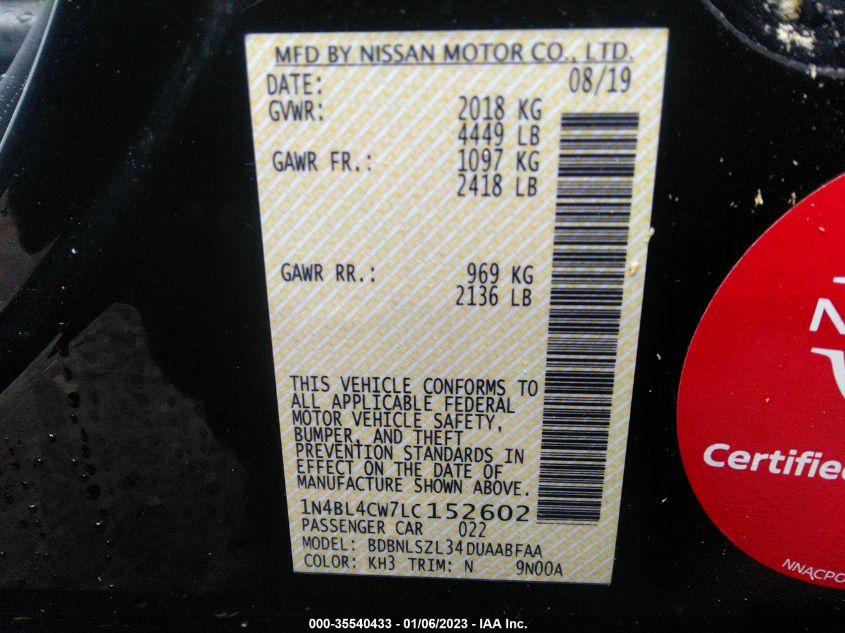 MFD BY NISSAN MOTOR CO., LTD.
DATE: 08/19
GVWR: 2018 KG
4449 LB
GAWR FR.: 1097 KG
2418 LB
GAWR RR.: 969 KG
2136 LB
THIS VEHICLE CONFORMS TO
ALL APPLICABLE FEDERAL
MOTOR VEHICLE SAFETY,
BUMPER, AND THEFT
PREVENTION STANDARDS IN
EFFECT ON THE DATE OF
MANUFACTURE SHOWN ABOVE.
1N4BL4CW7LC152602
PASSENGER CAR 022
MODEL: BDBNLSZL34DUAABFAA
COLOR: KH3 TRIM: N 9N00A
Certified
NNACPO
000-35540433 - 01/06/2023 - IAA Inc.